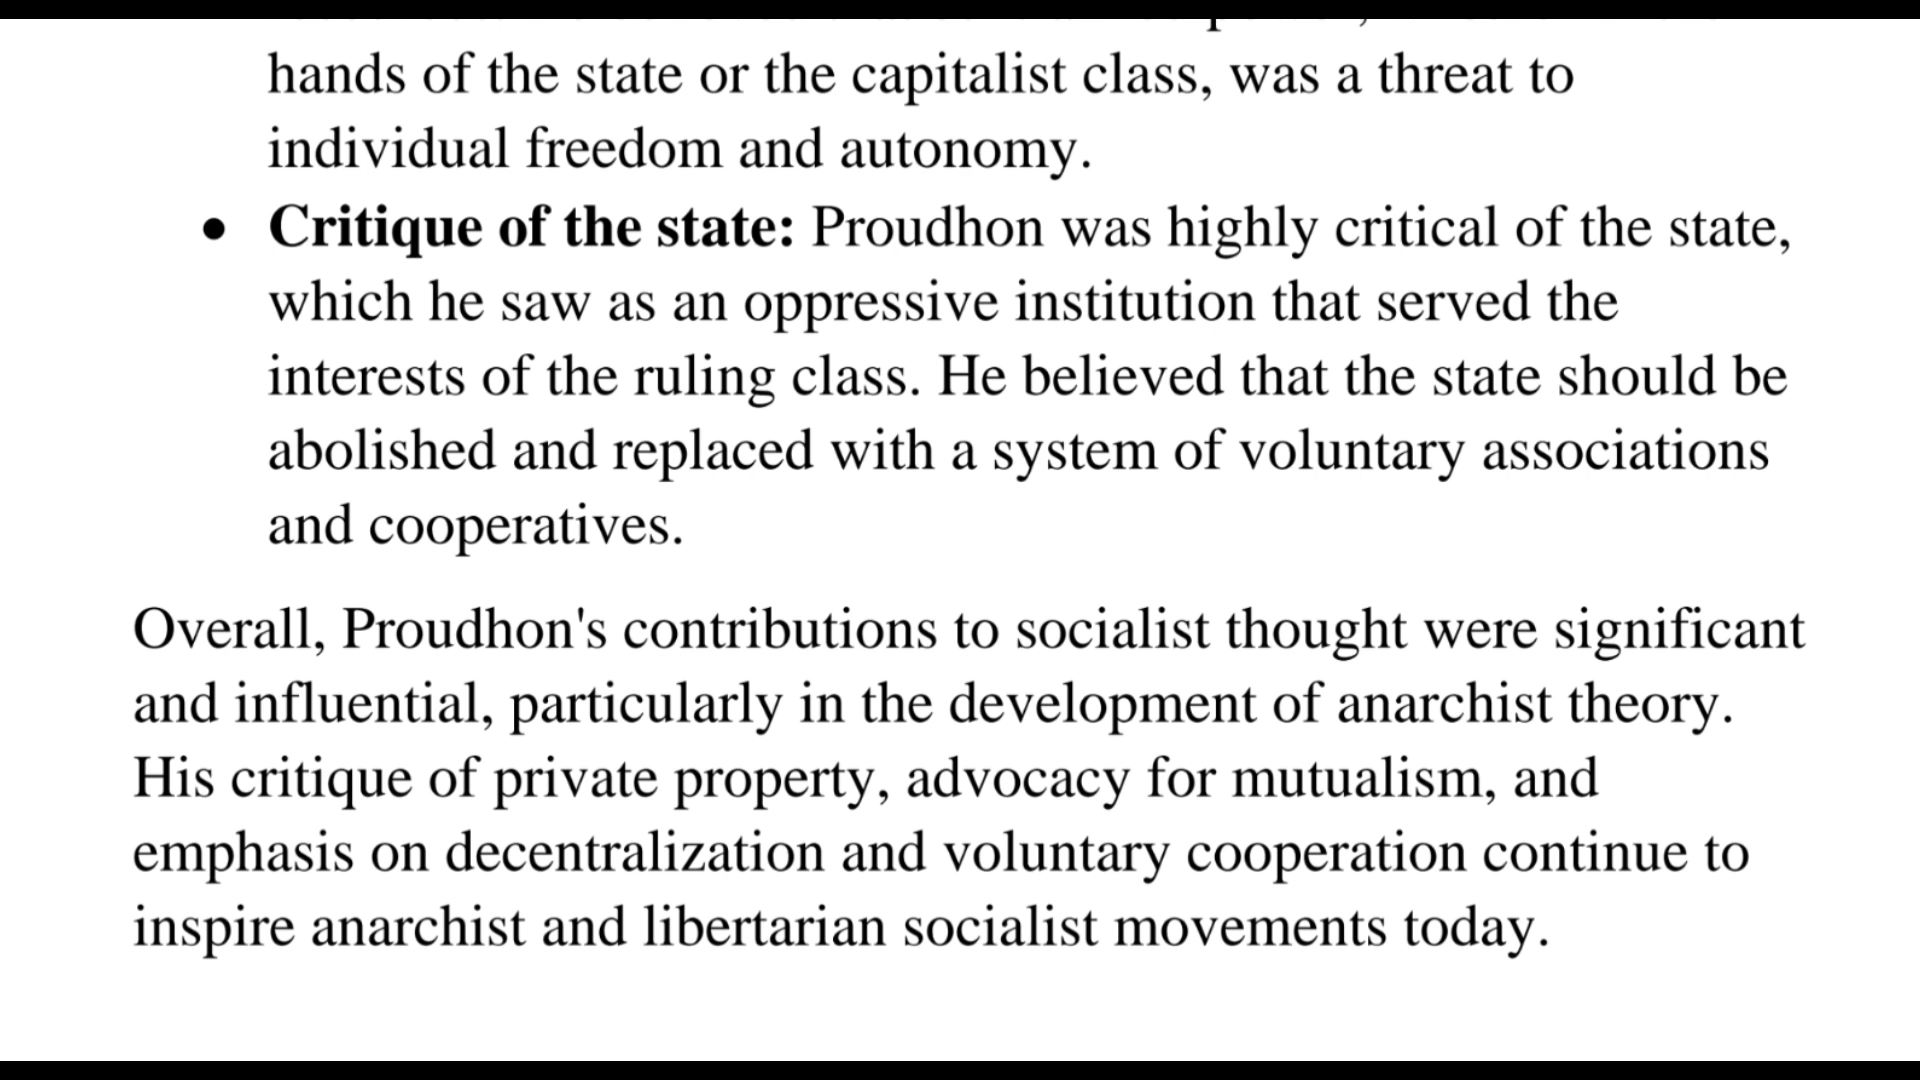 hands of the state or the capitalist class, was a threat to
individual freedom and autonomy.
• Critique of the state: Proudhon was highly critical of the state,
which he saw as an oppressive institution that served the
interests of the ruling class. He believed that the state should be
abolished and replaced with a system of voluntary associations
and cooperatives.
Overall, Proudhon's contributions to socialist thought were significant
and influential, particularly in the development of anarchist theory.
His critique of private property, advocacy for mutualism, and
emphasis on decentralization and voluntary cooperation continue to
inspire anarchist and libertarian socialist movements today.